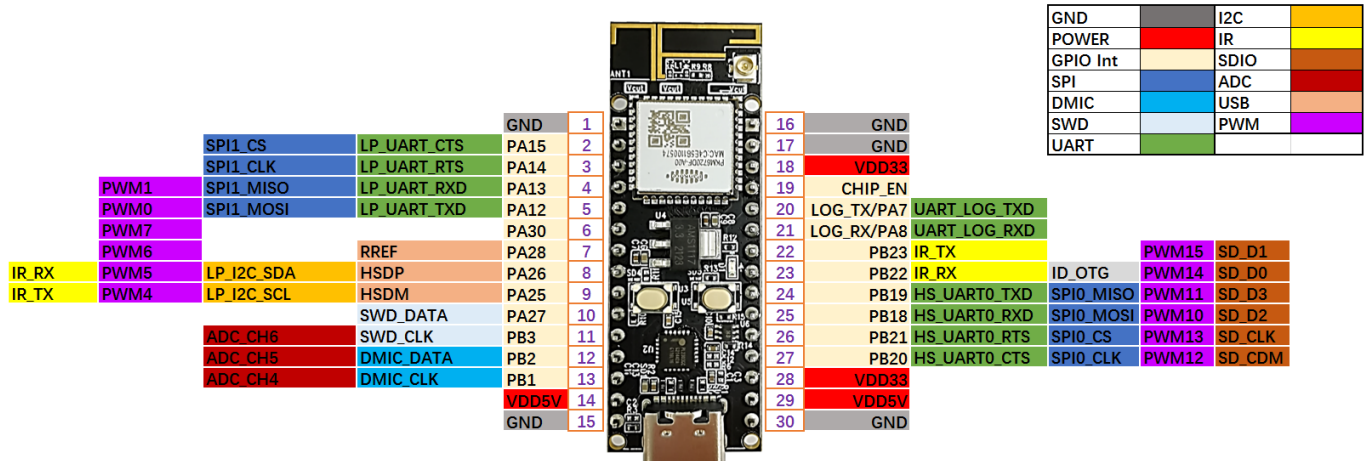 GND I2C
POWER IR
GPIO Int SDIO
SPI ADC
DMIC USB
SWD PWM
UART
ANT1
GND 1 16 GND
SPI1_CS LP_UART_CTS PA15 2 17 GND
SPI1_CLK LP_UART_RTS PA14 3 18 VDD33
PWM1 SPI1_MISO LP_UART_RXD PA13 4 19 CHIP_EN
PWM0 SPI1_MOSI LP_UART_TXD PA12 5 20 LOG_TX/PA7 UART_LOG_TXD
PWM7 PA30 6 21 LOG_RX/PA8 UART_LOG_RXD
PWM6 RREF PA28 7 22 PB23 IR_TX PWM15 SD_D1
IR_RX PWM5 LP_I2C_SDA HSDP PA26 8 23 PB22 IR_RX ID_OTG PWM14 SD_D0
IR_TX PWM4 LP_I2C_SCL HSDM PA25 9 24 PB19 HS_UART0_TXD SPI0_MISO PWM11 SD_D3
SWD_DATA PA27 10 25 PB18 HS_UART0_RXD SPI0_MOSI PWM10 SD_D2
ADC_CH6 SWD_CLK PB3 11 26 PB21 HS_UART0_RTS SPI0_CS PWM13 SD_CLK
ADC_CH5 DMIC_DATA PB2 12 27 PB20 HS_UART0_CTS SPI0_CLK PWM12 SD_CDM
ADC_CH4 DMIC_CLK PB1 13 28 VDD33
VDD5V 14 29 VDD5V
GND 15 30 GND
U4
AMS1117